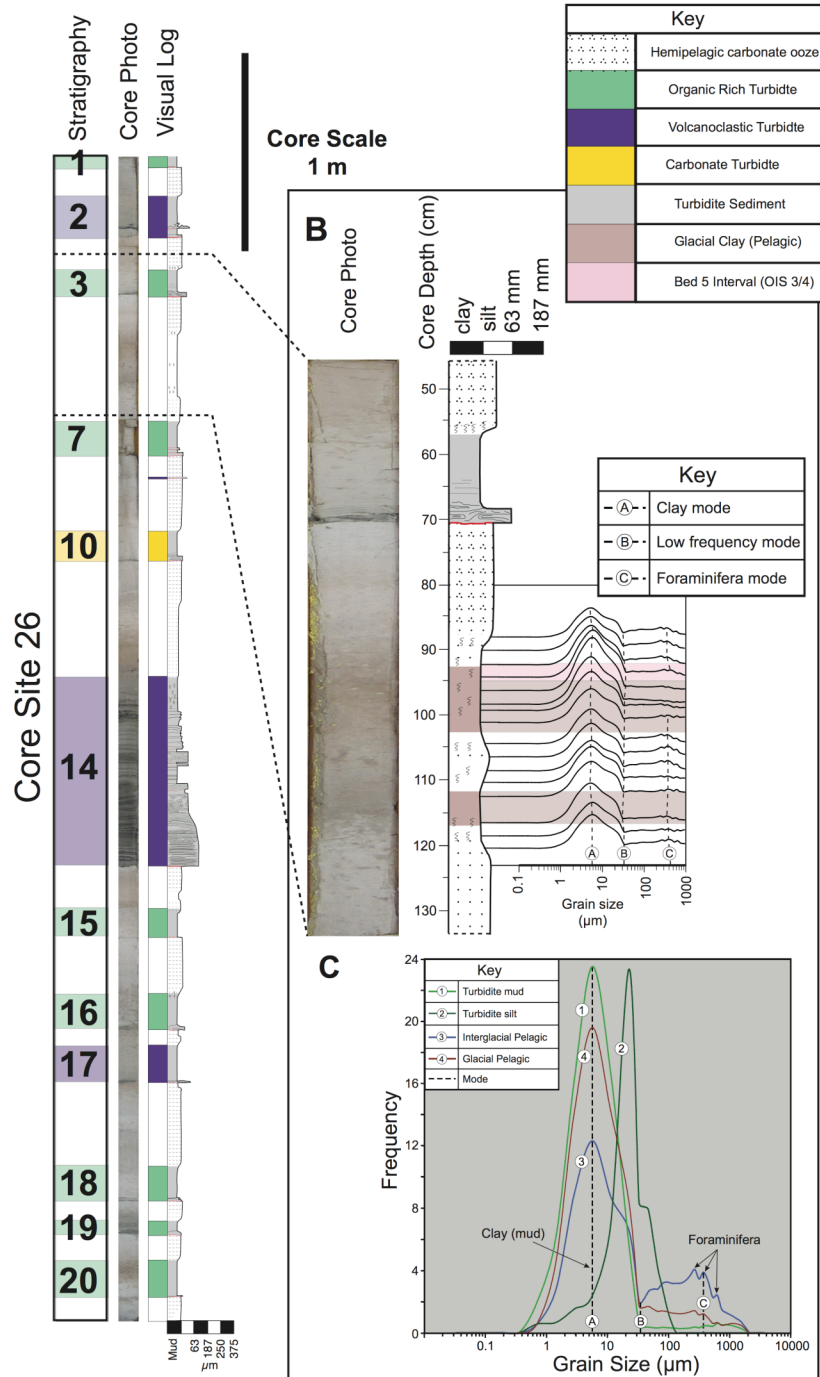 Stratigraphy
Core Photo
Visual Log
Core Scale
1 m
Key
Hemipelagic carbonate ooze
Organic Rich Turbidte
Volcanoclastic Turbidte
Carbonate Turbidte
Turbidite Sediment
Glacial Clay (Pelagic)
Bed 5 Interval (OIS 3/4)
Core Site 26
1
2
3
7
10
14
15
16
17
18
19
20
Mud
63
187
250
375
µm
B
Core Photo
Core Depth (cm)
clay
silt
63 mm
187 mm
50
60
70
80
90
100
110
120
130
Key
A Clay mode
B Low frequency mode
C Foraminifera mode
A B C
0.1 1 10 100 1000
Grain size
(µm)
C
24
20
16
12
8
4
0
Frequency
Key
1 Turbidite mud
2 Turbidite silt
3 Interglacial Pelagic
4 Glacial Pelagic
Mode
1
2
4
3
Clay (mud)
Foraminifera
A B C
0.1 1 10 100 1000 10000
Grain Size (µm)